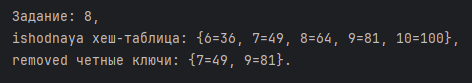 Задание: 8,
ishodnaya хеш-таблица: {6=36, 7=49, 8=64, 9=81, 10=100},
removed четные ключи: {7=49, 9=81}.